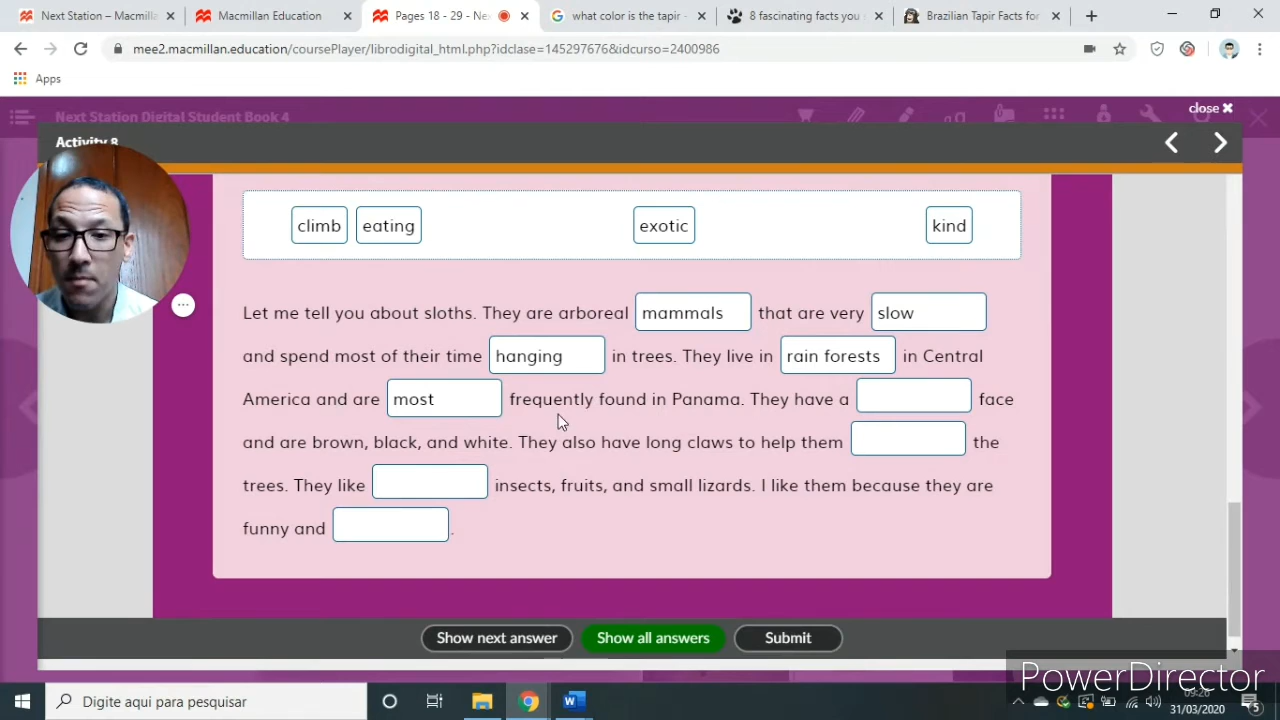 Next Station – Macmilla
Macmillan Education
Pages 18 - 29 - Ne
what color is the tapir -
8 fascinating facts you
Brazilian Tapir Facts for
mee2.macmillan.education/coursePlayer/librodigital_html.php?idclase=145297676&idcurso=2400986
Apps
Next Station Digital Student Book 4
close
Activity 8
climb eating exotic kind
Let me tell you about sloths. They are arboreal mammals that are very slow
and spend most of their time hanging in trees. They live in rain forests in Central
America and are most frequently found in Panama. They have a face
and are brown, black, and white. They also have long claws to help them the
trees. They like insects, fruits, and small lizards. I like them because they are
funny and .
Show next answer Show all answers Submit
PowerDirector
Digite aqui para pesquisar
09:26
31/03/2020
5